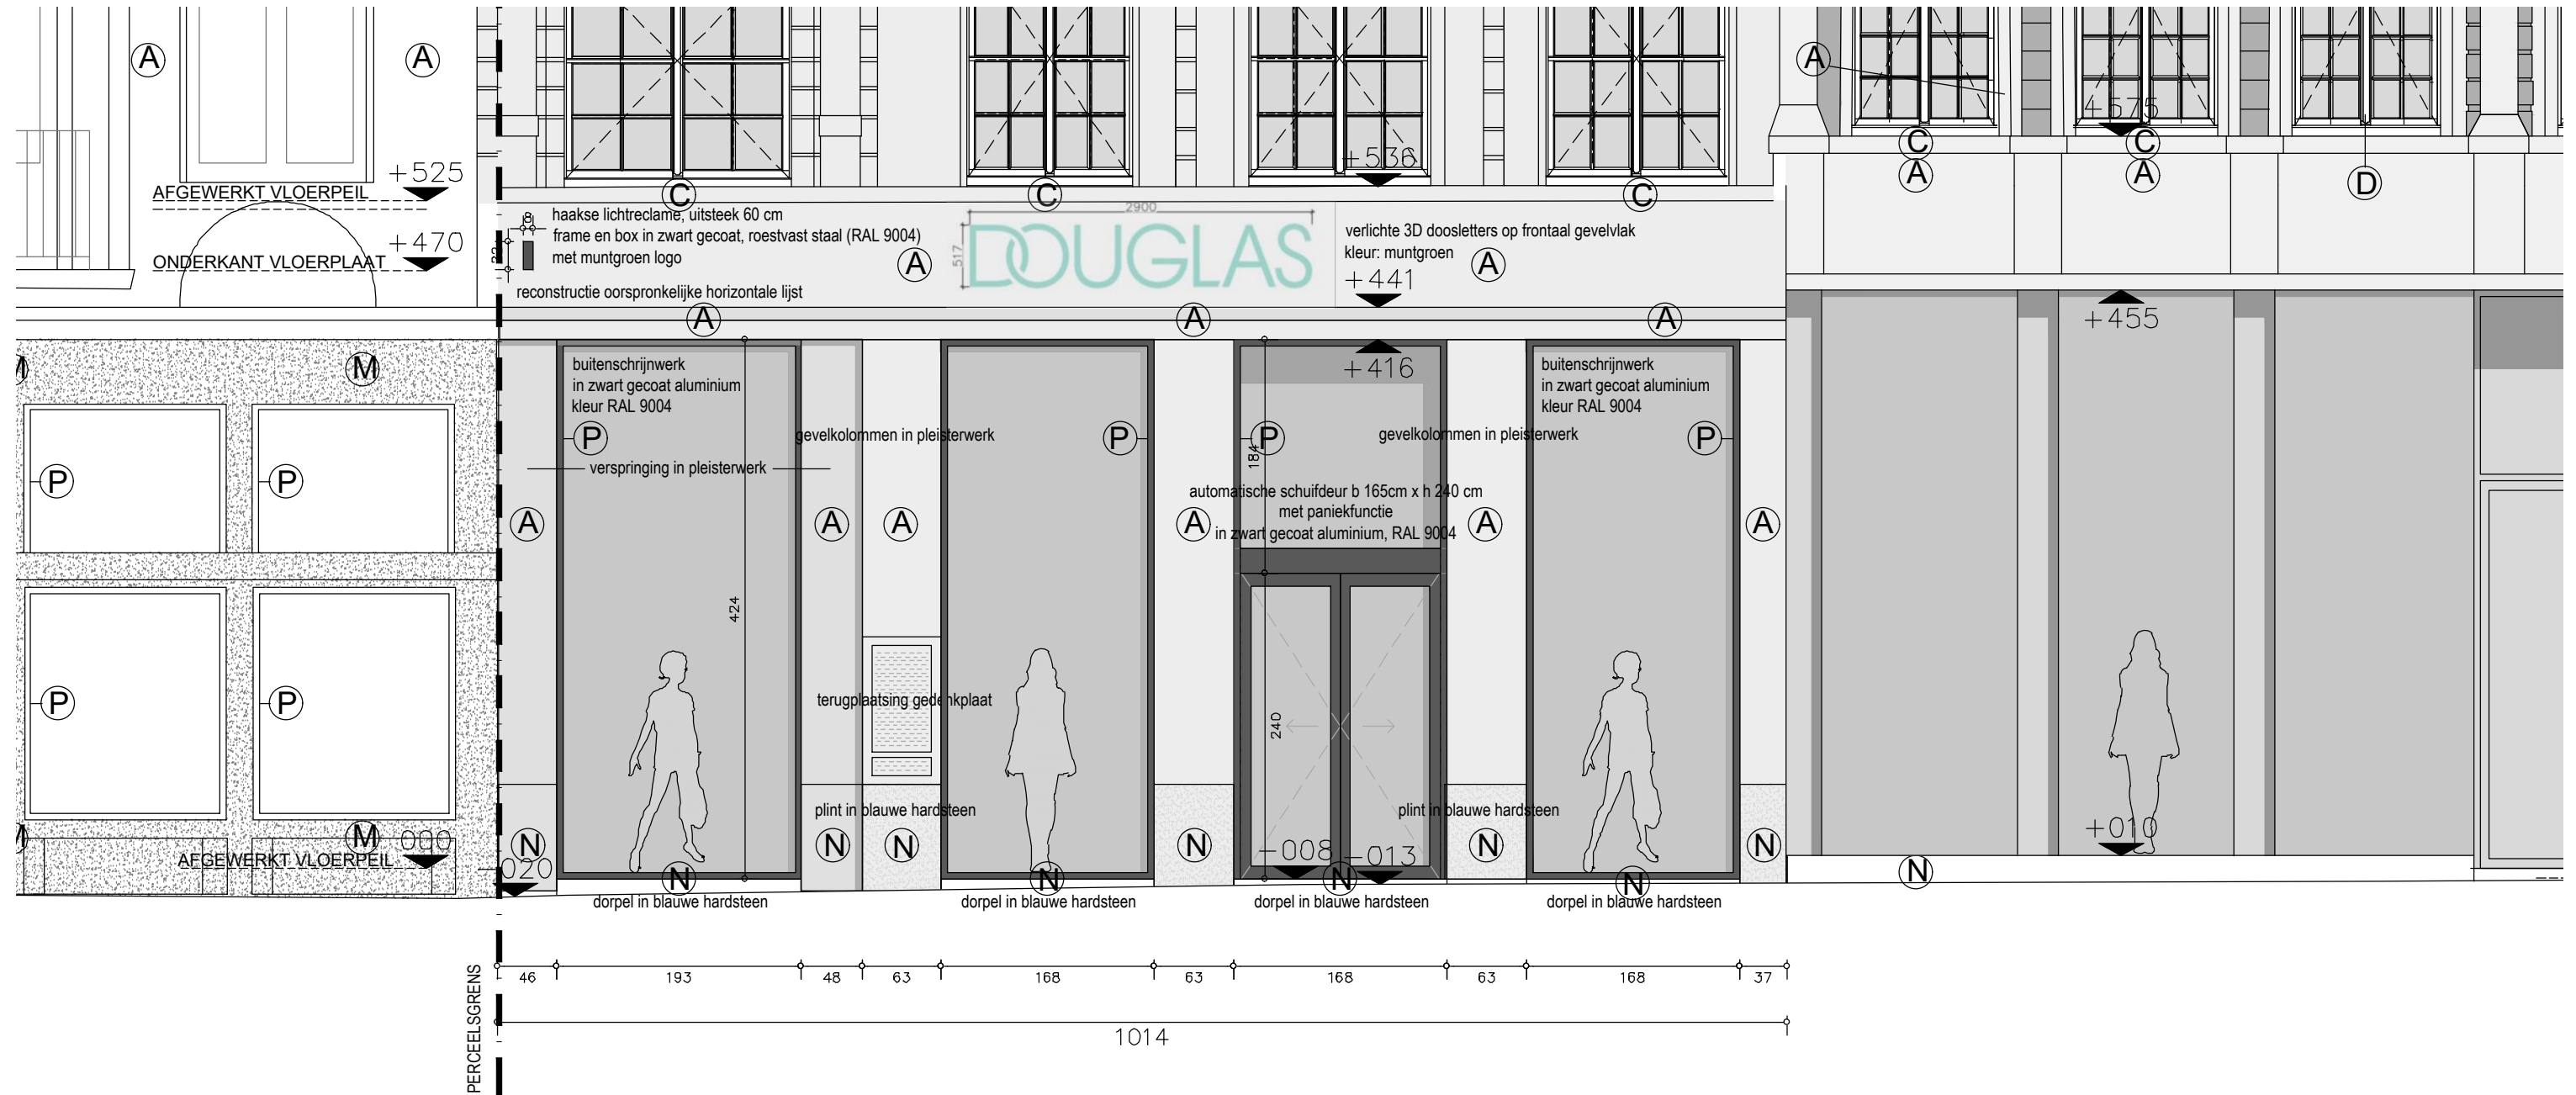 A
A
A
+575
+536
+525
AFGEWERKT VLOERPEIL
C
C
C
C
C
A
A
D
haakse lichtreclame, uitsteek 60 cm
frame en box in zwart gecoat, roestvast staal (RAL 9004)
met muntgroen logo
8
2900
517
DOUGLAS
verlichte 3D doosletters op frontaal gevelvlak
kleur: muntgroen
+441
A
A
+470
ONDERKANT VLOERPLAAT
reconstructie oorspronkelijke horizontale lijst
A
A
A
+455
M
M
buitenschrijnwerk
in zwart gecoat aluminium
kleur RAL 9004
+416
buitenschrijnwerk
in zwart gecoat aluminium
kleur RAL 9004
P
P
P
P
gevelkolommen in pleisterwerk
gevelkolommen in pleisterwerk
184
verspringing in pleisterwerk
P
P
automatische schuifdeur b 165cm x h 240 cm
met paniekfunctie
in zwart gecoat aluminium, RAL 9004
A
A
A
A
A
A
424
P
P
terugplaatsing gedenkplaat
240
plint in blauwe hardsteen
plint in blauwe hardsteen
M
M
000
AFGEWERKT VLOERPEIL
N
N
N
N
N
N
+010
-008
-013
020
N
N
N
N
N
dorpel in blauwe hardsteen
dorpel in blauwe hardsteen
dorpel in blauwe hardsteen
dorpel in blauwe hardsteen
PERCEELSGRENS
46 193 48 63 168 63 168 63 168 37
1014